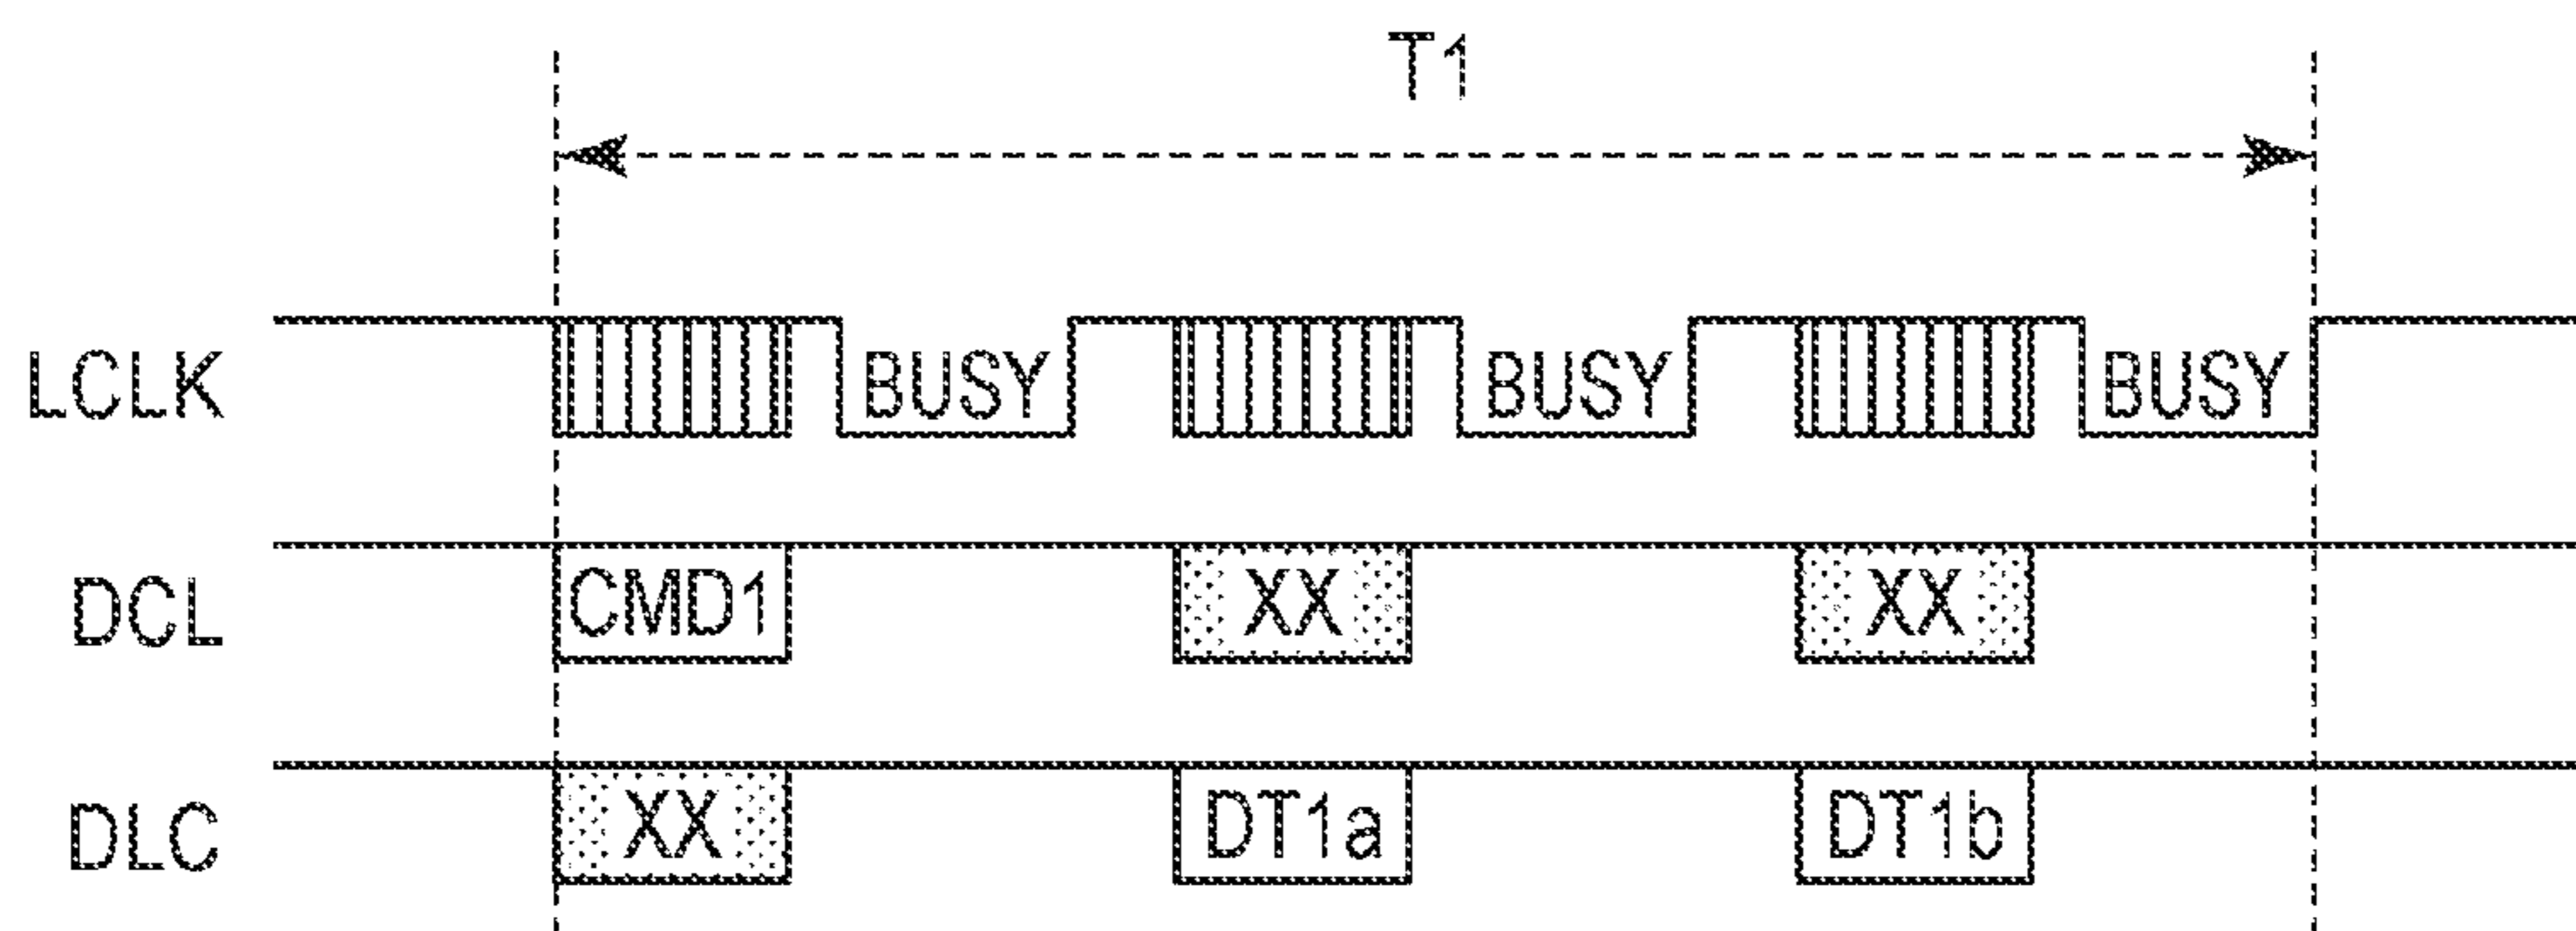 T1
LCLK BUSY BUSY BUSY
DCL CMD1 XX XX
DLC XX DT1a DT1b